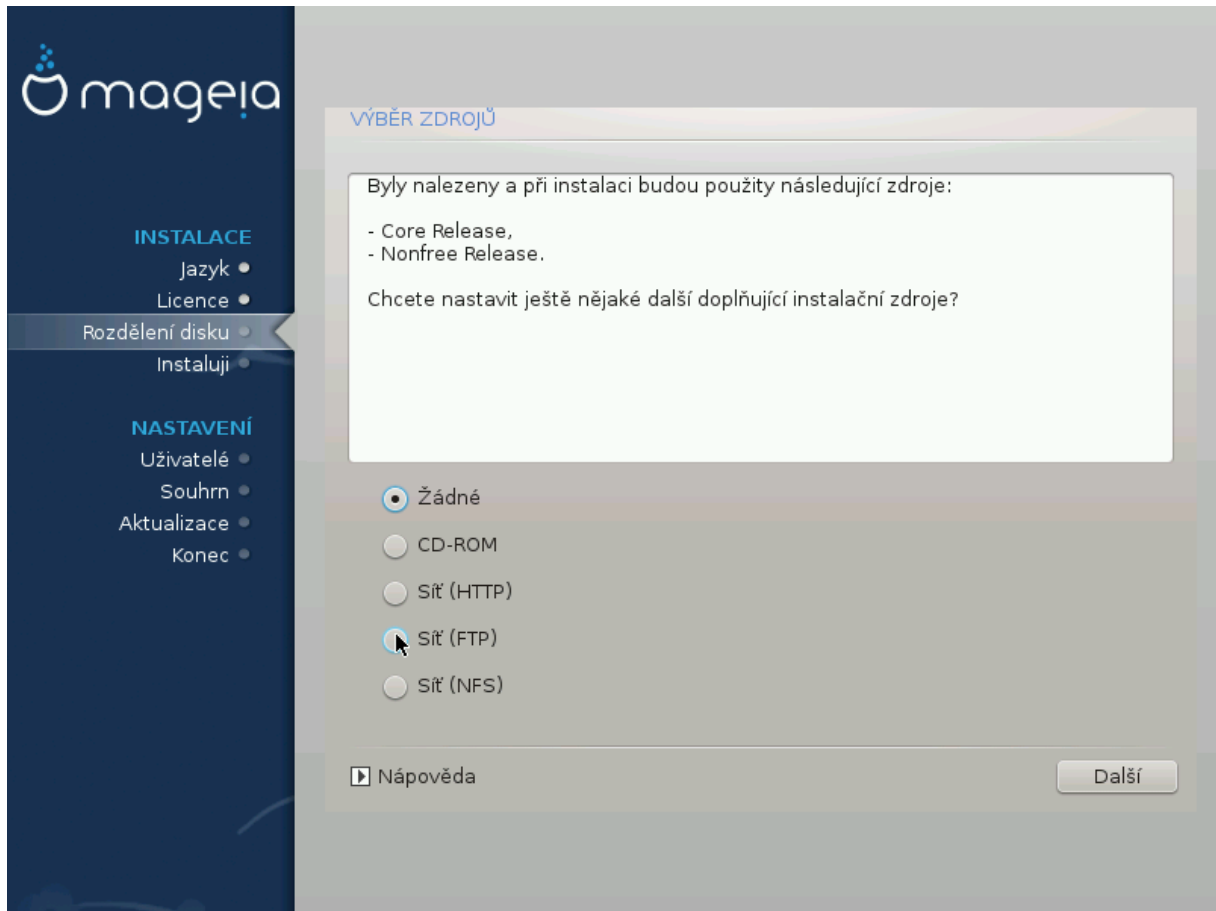 mageia
INSTALACE
Jazyk
Licence
Rozdělení disku
Instaluji
NASTAVENÍ
Uživatelé
Souhrn
Aktualizace
Konec
VÝBĚR ZDROJŮ
Byly nalezeny a při instalaci budou použity následující zdroje:
- Core Release,
- Nonfree Release.
Chcete nastavit ještě nějaké další doplňující instalační zdroje?
Žádné
CD-ROM
Síť (HTTP)
Síť (FTP)
Síť (NFS)
Nápověda
Další